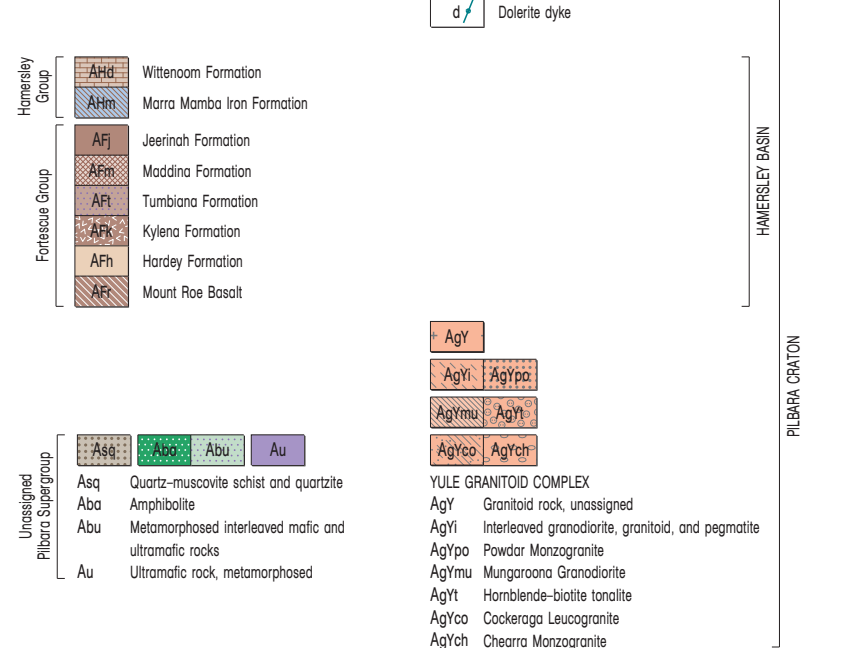 d
Dolerite dyke
Hamersley
Group
AHd
Wittenoom Formation
AHm
Marra Mamba Iron Formation
Fortescue Group
AFj
Jeerinah Formation
AFm
Maddina Formation
AFt
Tumbiana Formation
AFk
Kylena Formation
AFh
Hardey Formation
AFr
Mount Roe Basalt
HAMERSLEY BASIN
PILBARA CRATON
AgY
AgYi
AgYpo
AgYmu
AgYt
AgYco
AgYch
Unassigned
Pilbara Supergroup
Asq
Aba
Abu
Au
Asq Quartz–muscovite schist and quartzite
Aba Amphibolite
Abu Metamorphosed interleaved mafic and
ultramafic rocks
Au Ultramafic rock, metamorphosed
YULE GRANITOID COMPLEX
AgY Granitoid rock, unassigned
AgYi Interleaved granodiorite, granitoid, and pegmatite
AgYpo Powdar Monzogranite
AgYmu Mungaroona Granodiorite
AgYt Hornblende–biotite tonalite
AgYco Cockeraga Leucogranite
AgYch Chearra Monzogranite